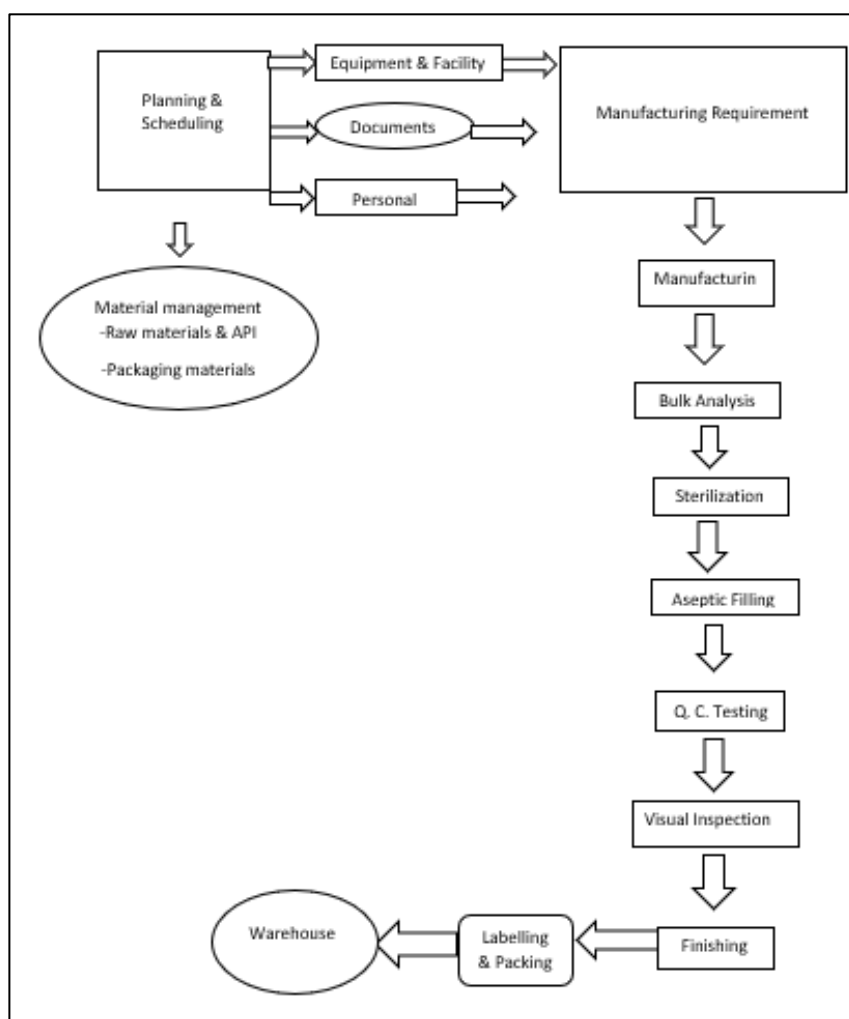 Equipment & Facility
Planning &
Scheduling
Manufacturing Requirement
Documents
Personal
Material management
-Raw materials & API
-Packaging materials
Manufacturin
Bulk Analysis
Sterilization
Aseptic Filling
Q. C. Testing
Visual Inspection
Warehouse
Labelling
& Packing
Finishing